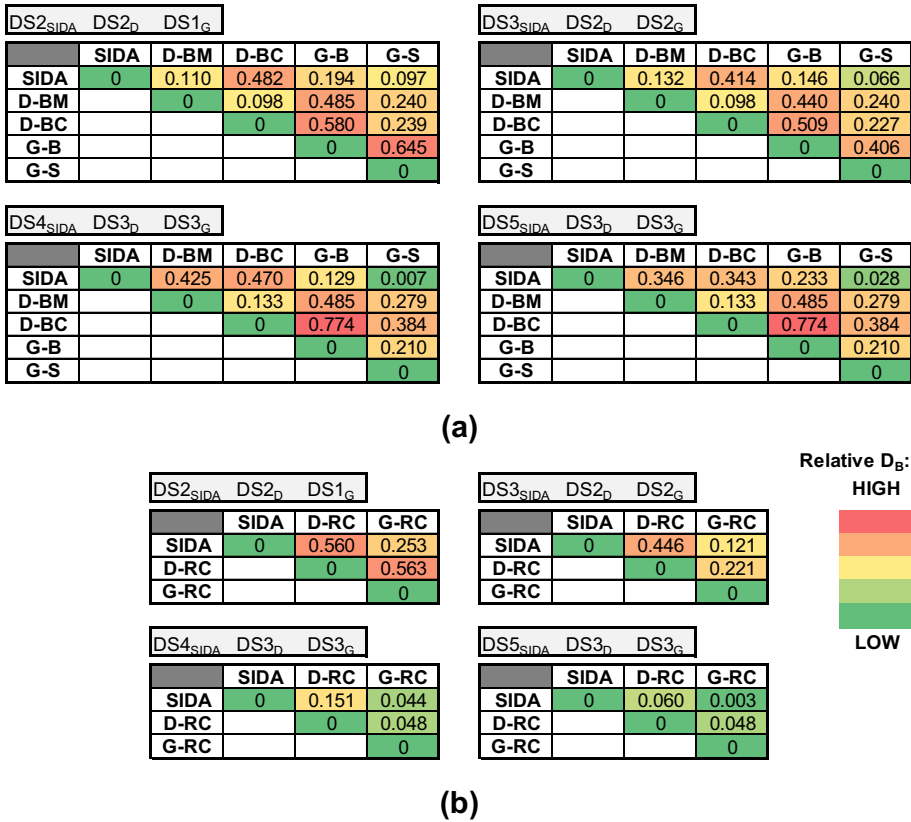 DS2SIDA DS2D DS1G
SIDA D-BM D-BC G-B G-S
SIDA 0 0.110 0.482 0.194 0.097
D-BM 0 0.098 0.485 0.240
D-BC 0 0.580 0.239
G-B 0 0.645
G-S 0
DS3SIDA DS2D DS2G
SIDA D-BM D-BC G-B G-S
SIDA 0 0.132 0.414 0.146 0.066
D-BM 0 0.098 0.440 0.240
D-BC 0 0.509 0.227
G-B 0 0.406
G-S 0
DS4SIDA DS3D DS3G
SIDA D-BM D-BC G-B G-S
SIDA 0 0.425 0.470 0.129 0.007
D-BM 0 0.133 0.485 0.279
D-BC 0 0.774 0.384
G-B 0 0.210
G-S 0
DS5SIDA DS3D DS3G
SIDA D-BM D-BC G-B G-S
SIDA 0 0.346 0.343 0.233 0.028
D-BM 0 0.133 0.485 0.279
D-BC 0 0.774 0.384
G-B 0 0.210
G-S 0
(a)
DS2SIDA DS2D DS1G
SIDA D-RC G-RC
SIDA 0 0.560 0.253
D-RC 0 0.563
G-RC 0
DS3SIDA DS2D DS2G
SIDA D-RC G-RC
SIDA 0 0.446 0.121
D-RC 0 0.221
G-RC 0
DS4SIDA DS3D DS3G
SIDA D-RC G-RC
SIDA 0 0.151 0.044
D-RC 0 0.048
G-RC 0
DS5SIDA DS3D DS3G
SIDA D-RC G-RC
SIDA 0 0.060 0.003
D-RC 0 0.048
G-RC 0
Relative DB:
HIGH
LOW
(b)